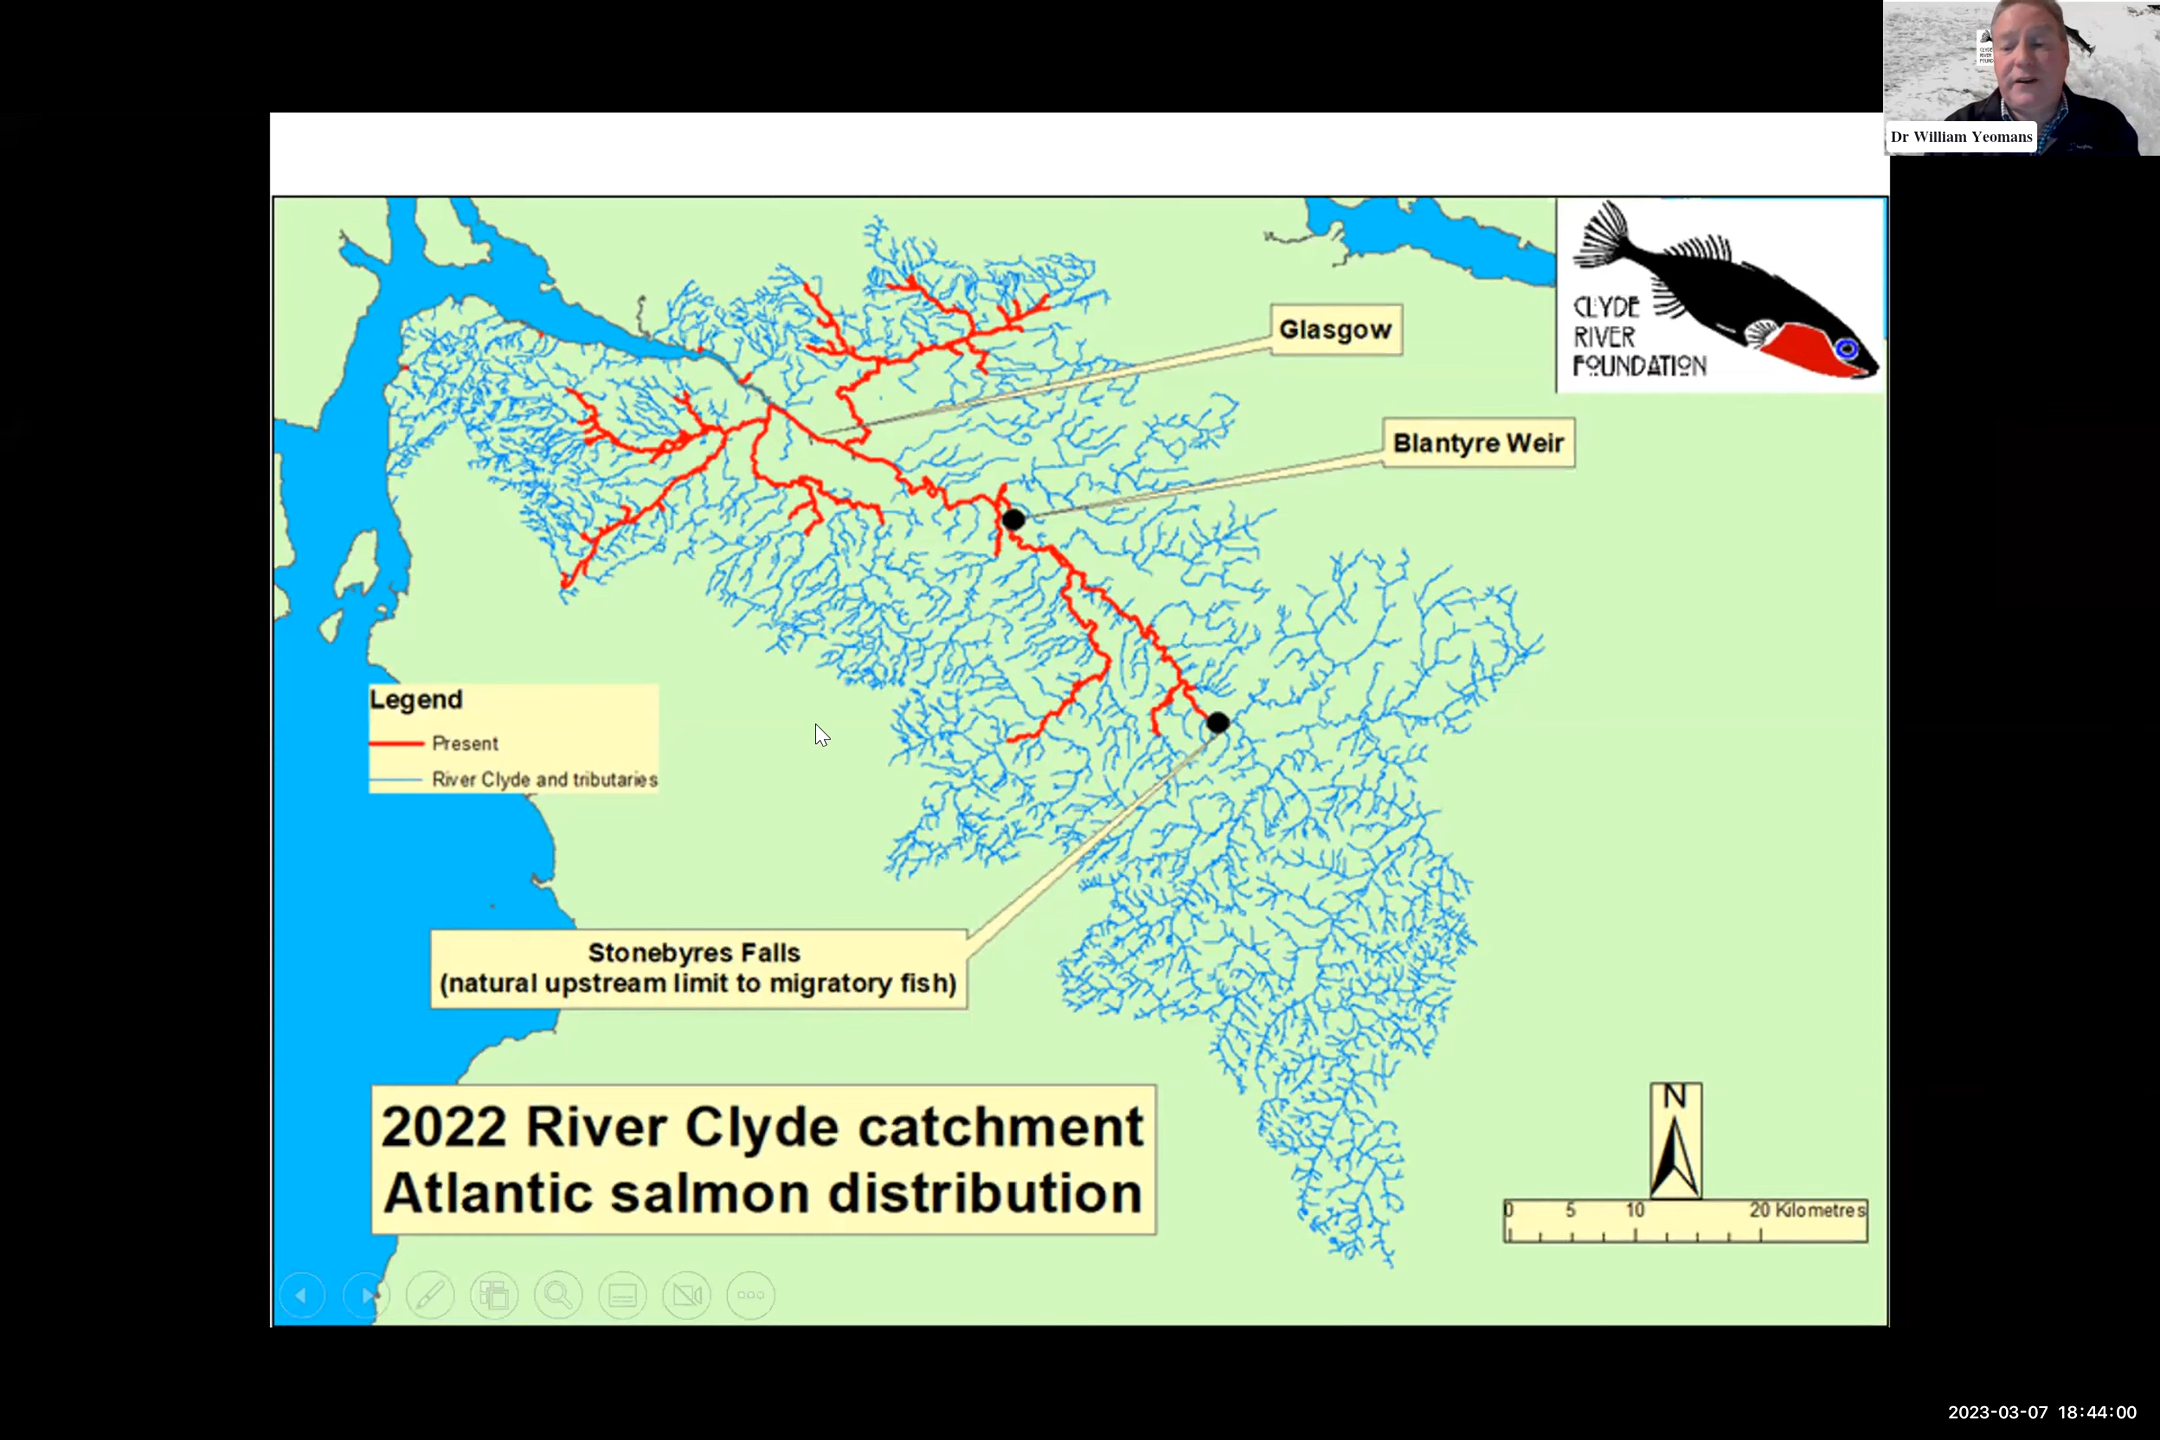 Dr William Yeomans
CLYDE
RIVER
FOUNDATION
Glasgow
Blantyre Weir
Legend
Present
River Clyde and tributaries
Stonebyres Falls
(natural upstream limit to migratory fish)
2022 River Clyde catchment
Atlantic salmon distribution
N
0 5 10 20 Kilometres
2023-03-07 18:44:00